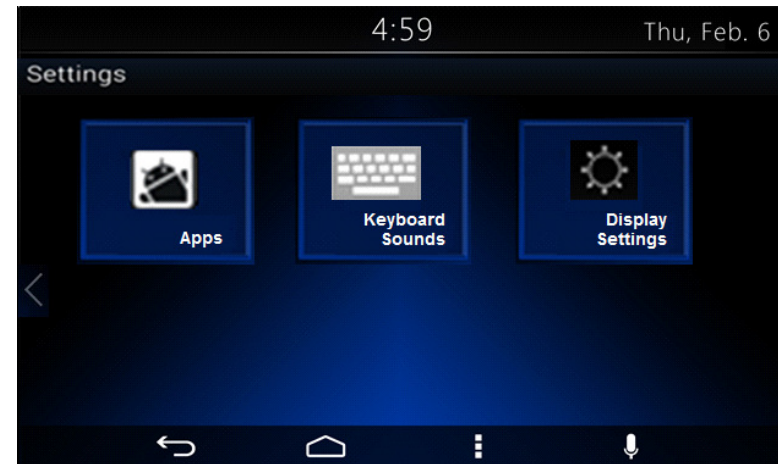 4:59
Thu, Feb. 6
Settings
Apps
Keyboard
Sounds
Display
Settings